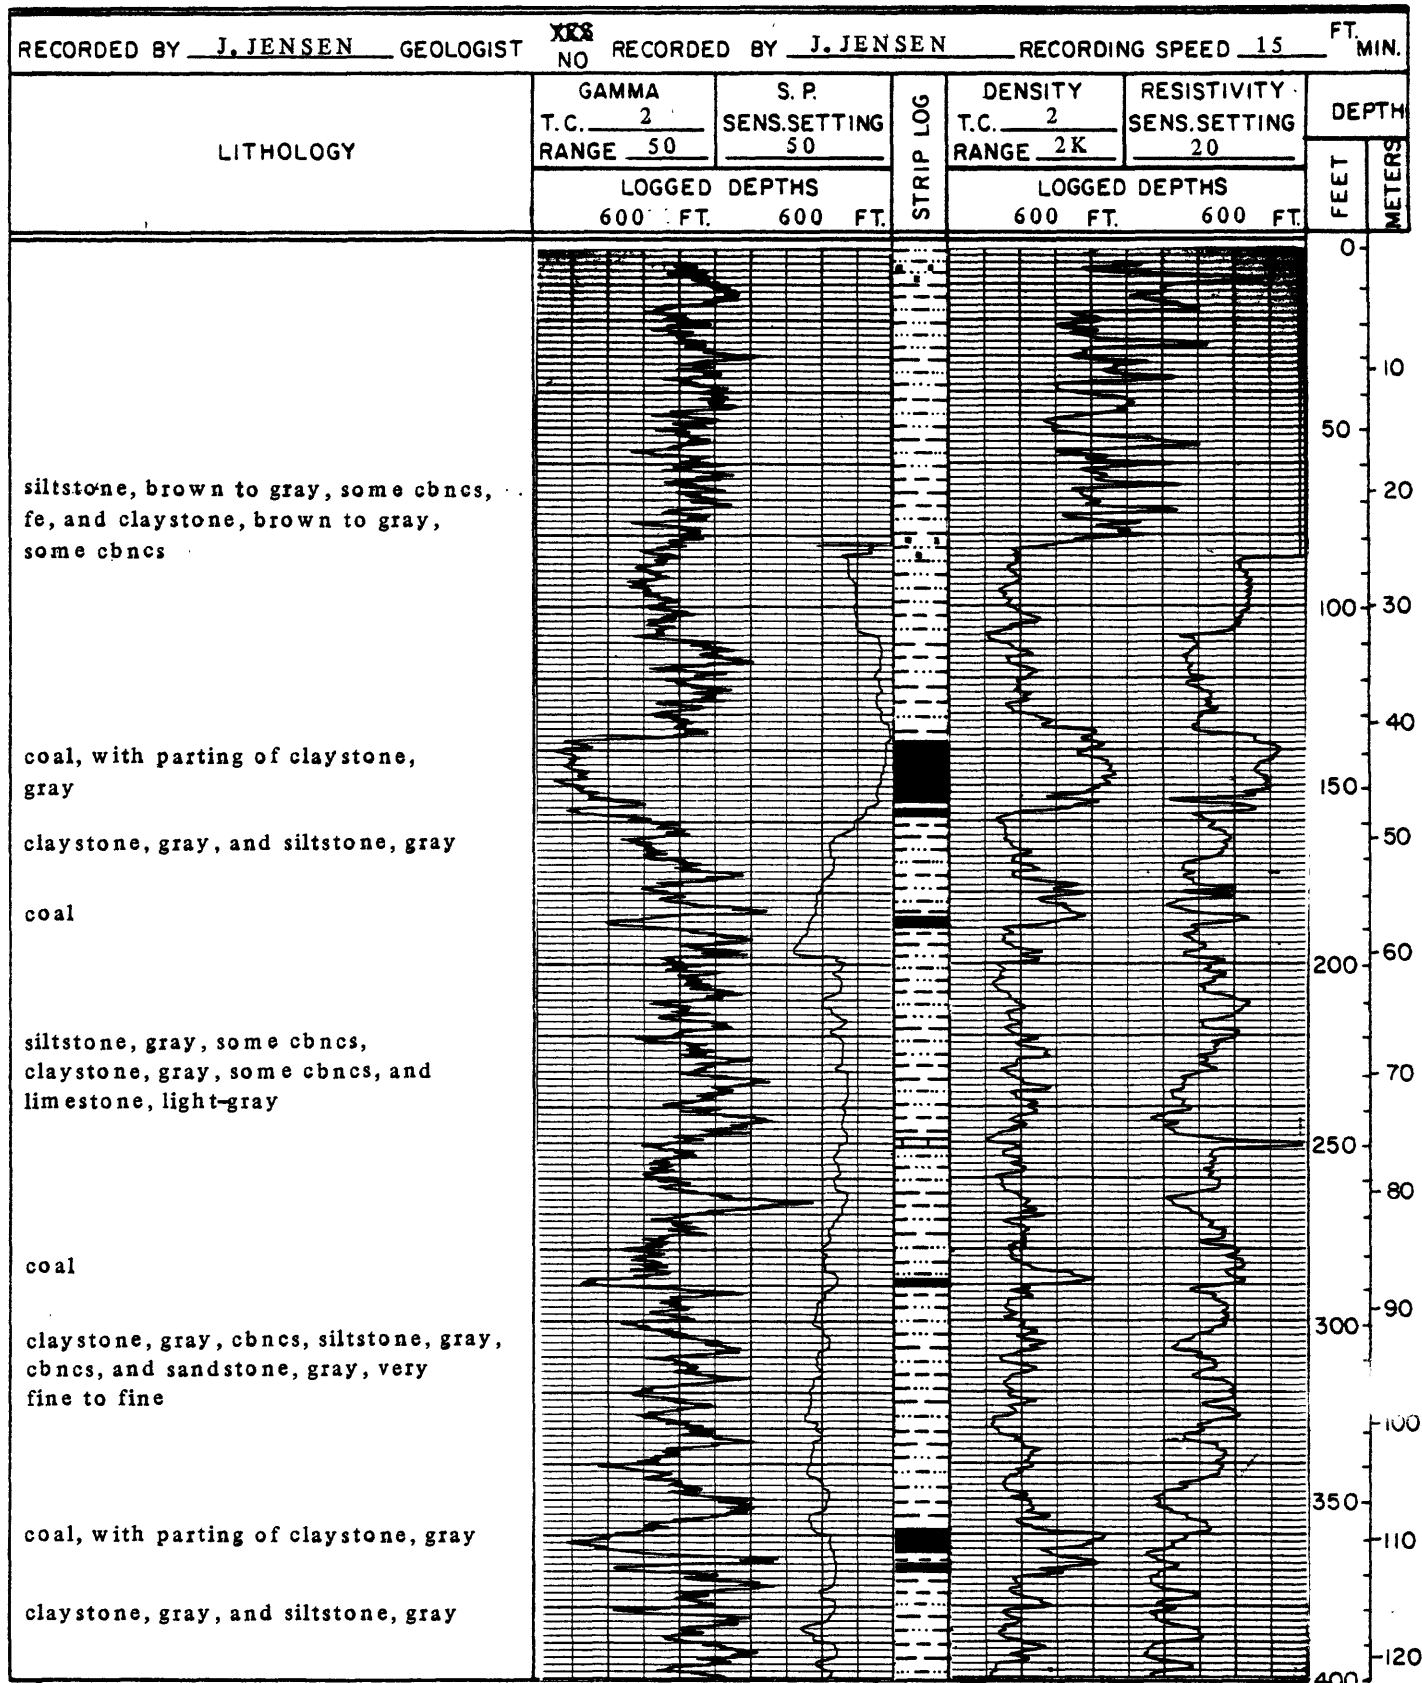 RECORDED BY J. JENSEN GEOLOGIST YES NO RECORDED BY J. JENSEN RECORDING SPEED 15 FT. MIN.
LITHOLOGY
GAMMA
T.C. 2
RANGE 50
S. P.
SENS. SETTING
50
LOGGED DEPTHS
600 FT. 600 FT.
STRIP LOG
DENSITY
T.C. 2
RANGE 2K
RESISTIVITY
SENS. SETTING
20
LOGGED DEPTHS
600 FT. 600 FT.
DEPTH
FEET
METERS
siltstone, brown to gray, some cbncs,
fe, and claystone, brown to gray,
some cbncs
coal, with parting of claystone,
gray
claystone, gray, and siltstone, gray
coal
siltstone, gray, some cbncs,
claystone, gray, some cbncs, and
limestone, light-gray
coal
claystone, gray, cbncs, siltstone, gray,
cbncs, and sandstone, gray, very
fine to fine
coal, with parting of claystone, gray
claystone, gray, and siltstone, gray
0
10
50
20
100 30
40
150
50
60
200
70
250
80
90
300
100
350
110
120
400